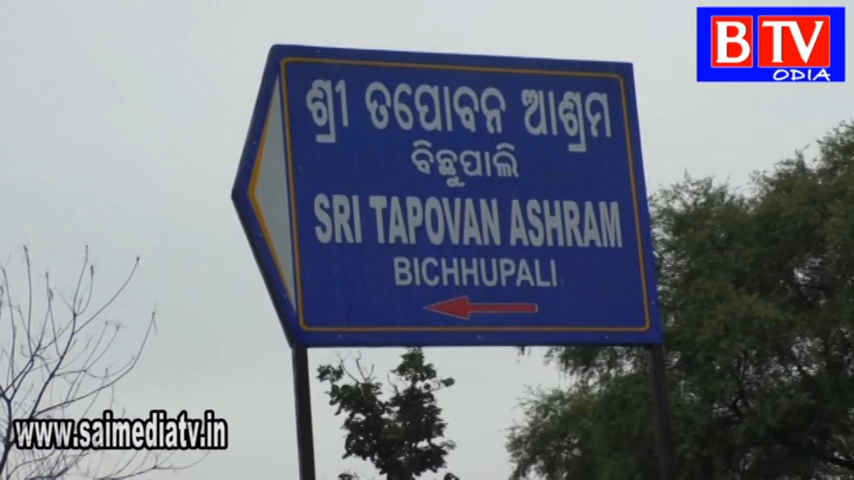 BTV
ODIA
ଶ୍ରୀ ତପୋବନ ଆଶ୍ରମ
ବିଛୁପାଲି
SRI TAPOVAN ASHRAM
BICHHUPALI
www.saimediatv.in